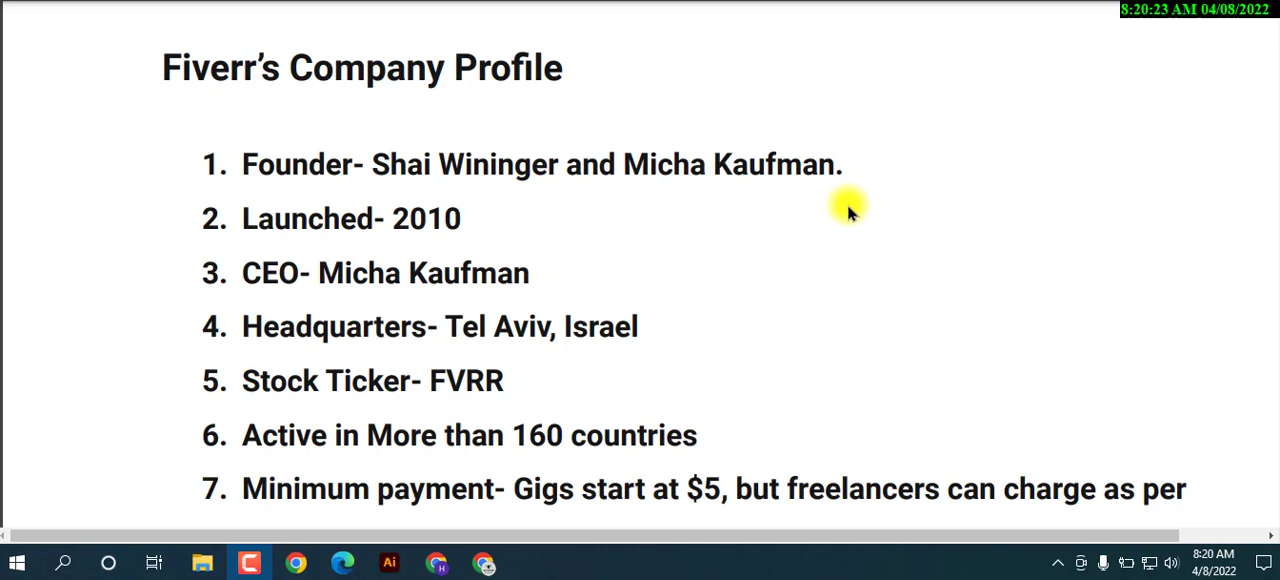 8:20:23 AM 04/08/2022
Fiverr’s Company Profile
1. Founder- Shai Wininger and Micha Kaufman.
2. Launched- 2010
3. CEO- Micha Kaufman
4. Headquarters- Tel Aviv, Israel
5. Stock Ticker- FVRR
6. Active in More than 160 countries
7. Minimum payment- Gigs start at $5, but freelancers can charge as per
Ai
H
8:20 AM
4/8/2022